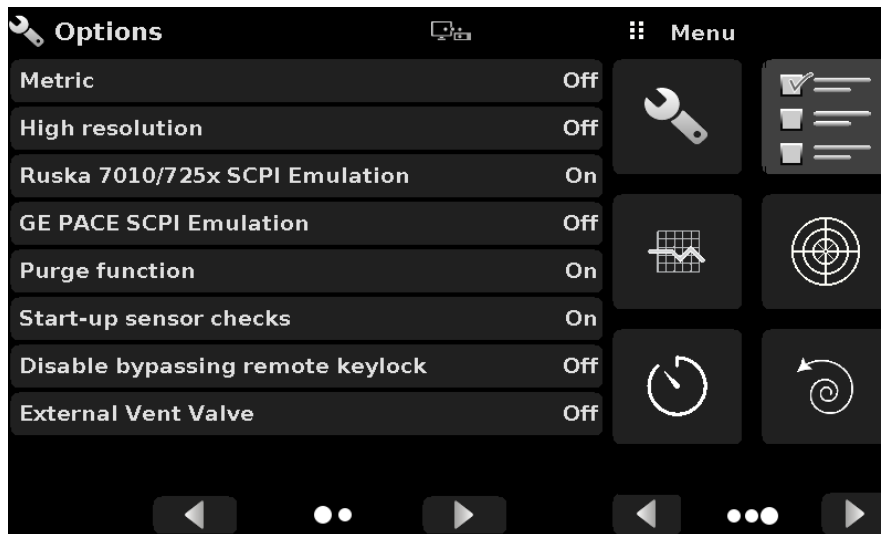 Options
Menu
Metric Off
High resolution Off
Ruska 7010/725x SCPI Emulation On
GE PACE SCPI Emulation Off
Purge function On
Start-up sensor checks On
Disable bypassing remote keylock Off
External Vent Valve Off